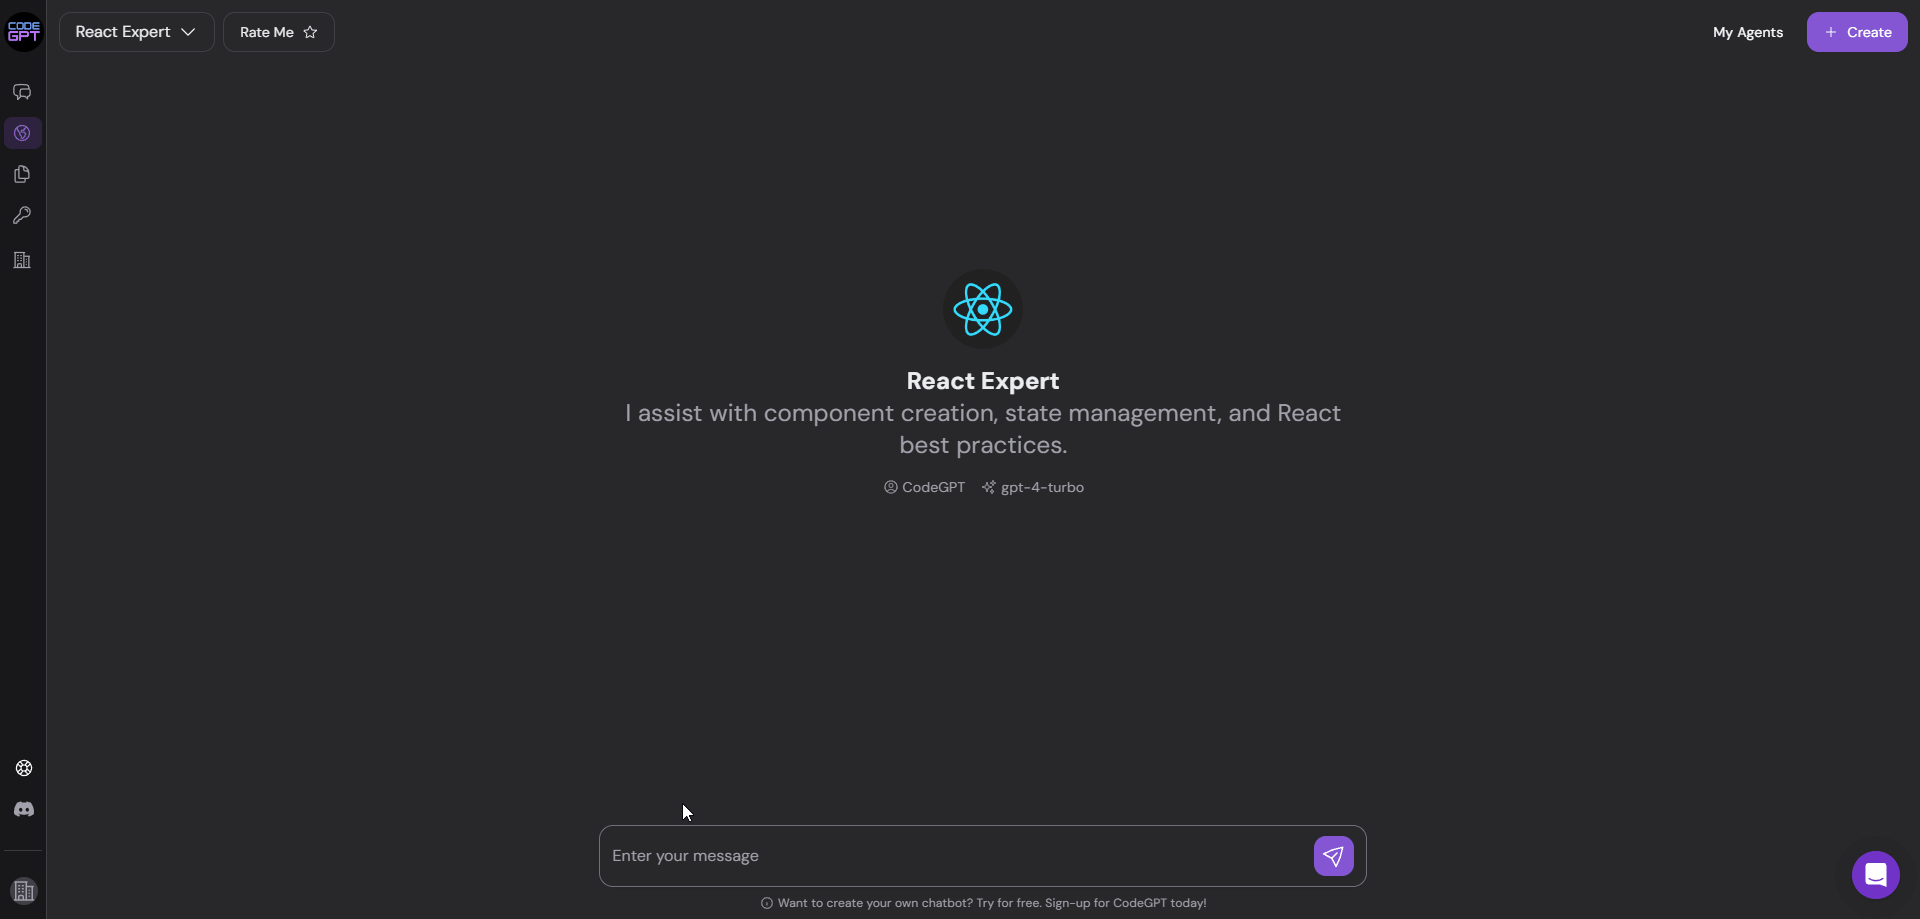 CODE
GPT
React Expert
Rate Me
My Agents
Create
React Expert
I assist with component creation, state management, and React
best practices.
CodeGPT gpt-4-turbo
Enter your message
Want to create your own chatbot? Try for free. Sign-up for CodeGPT today!